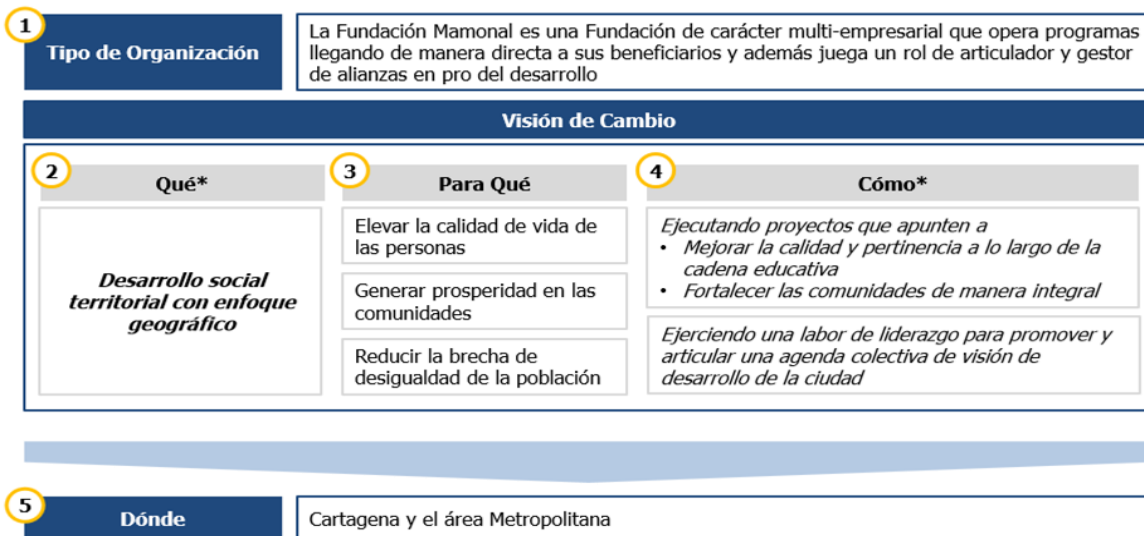 1
Tipo de Organización
La Fundación Mamonal es una Fundación de carácter multi-empresarial que opera programas
llegando de manera directa a sus beneficiarios y además juega un rol de articulador y gestor
de alianzas en pro del desarrollo
Visión de Cambio
2
Qué*
Desarrollo social
territorial con enfoque
geográfico
3
Para Qué
Elevar la calidad de vida de
las personas
Generar prosperidad en las
comunidades
Reducir la brecha de
desigualdad de la población
4
Cómo*
Ejecutando proyectos que apunten a
• Mejorar la calidad y pertinencia a lo largo de la
cadena educativa
• Fortalecer las comunidades de manera integral
Ejerciendo una labor de liderazgo para promover y
articular una agenda colectiva de visión de
desarrollo de la ciudad
5
Dónde
Cartagena y el área Metropolitana